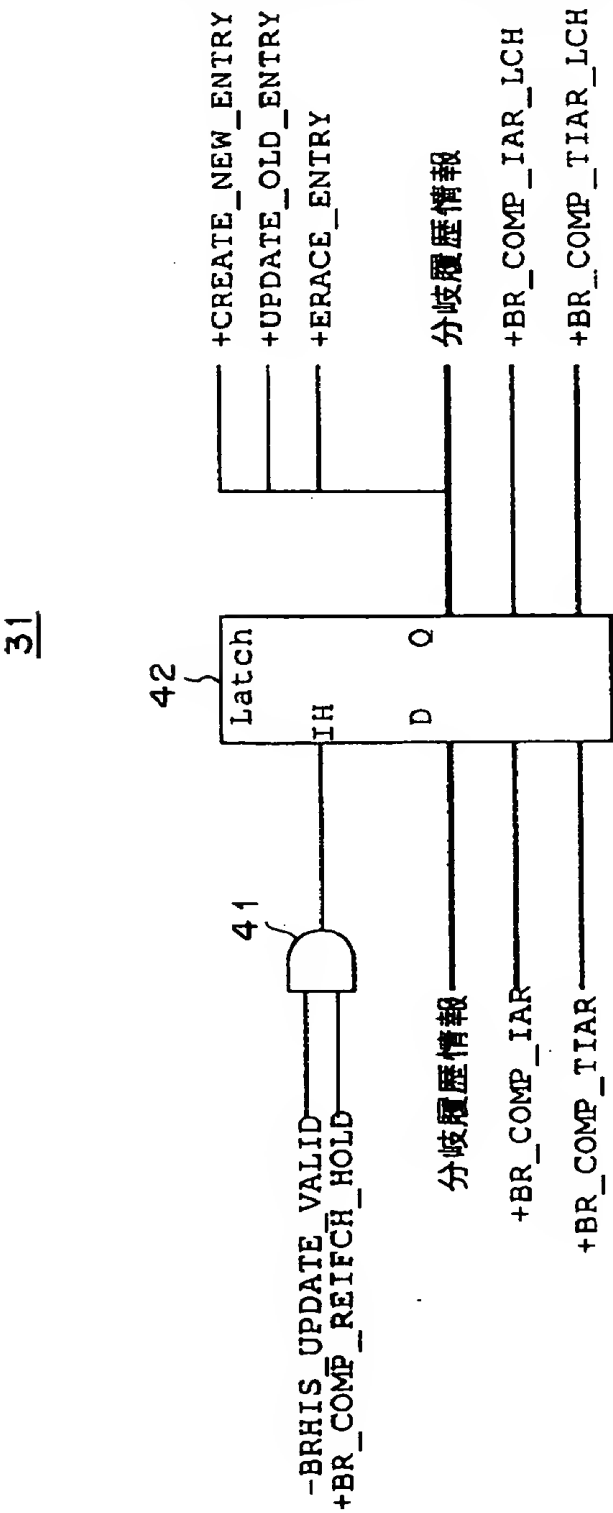 31
-BRHIS_UPDATE_VALID
+BR_COMP_REIFCH_HOLD
41
42
Latch
IH
D
Q
分岐履歴情報
+BR_COMP_IAR
+BR_COMP_TIAR
+CREATE_NEW_ENTRY
+UPDATE_OLD_ENTRY
+ERACE_ENTRY
分岐履歴情報
+BR_COMP_IAR_LCH
+BR_COMP_TIAR_LCH